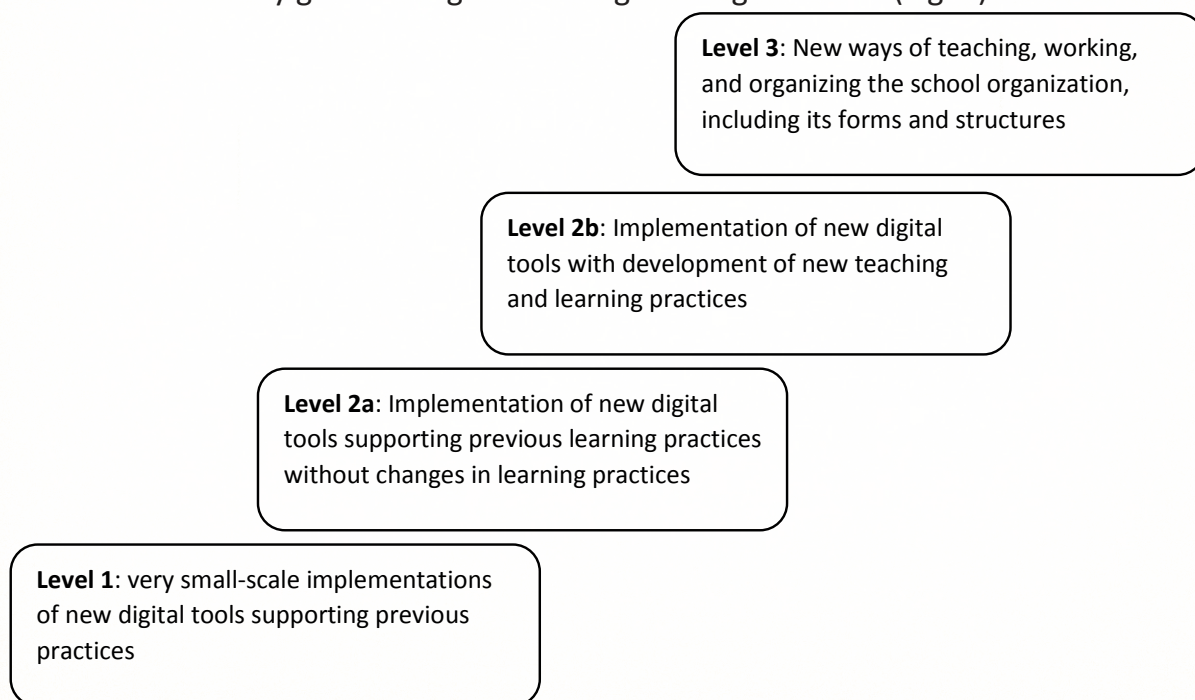 Level 3: New ways of teaching, working,
and organizing the school organization,
including its forms and structures
Level 2b: Implementation of new digital
tools with development of new teaching
and learning practices
Level 2a: Implementation of new digital
tools supporting previous learning practices
without changes in learning practices
Level 1: very small-scale implementations
of new digital tools supporting previous
practices